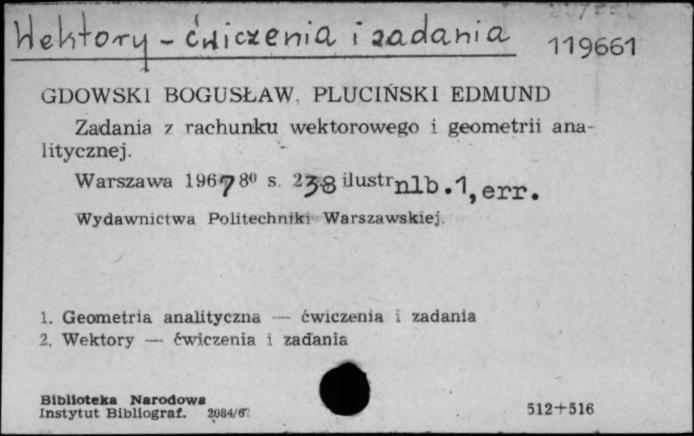 Wektory - ćwiczenia i zadania
119661
GDOWSKI BOGUSŁAW, PLUCIŃSKI EDMUND
Zadania z rachunku wektorowego i geometrii ana-
litycznej.
Warszawa 1967 8⁰ s. 238 ilustr nlb.1, err.
Wydawnictwa Politechniki Warszawskiej.
1. Geometria analityczna — ćwiczenia i zadania
2. Wektory — ćwiczenia i zadania
Biblioteka Narodowa
Instytut Bibliograf. 2084/67
512+516